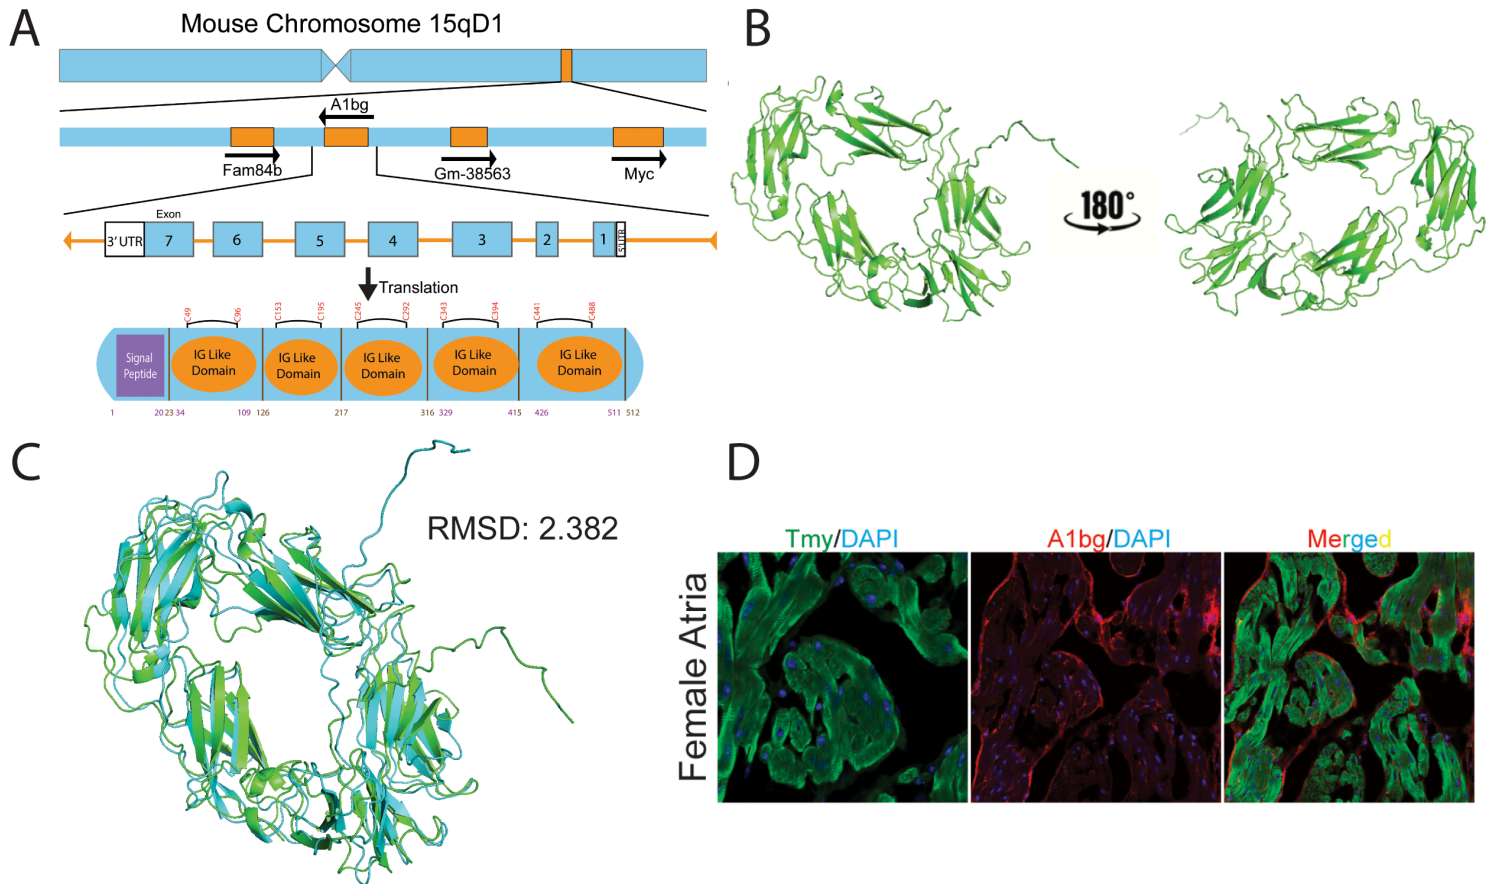 A
Mouse Chromosome 15qD1
A1bg
Fam84b
Gm-38563
Myc
Exon
3' UTR
7
6
5
4
3
2
1
5'UTR
Translation
C49
C96
C153
C195
C245
C292
C343
C394
C441
C488
Signal
Peptide
IG Like
Domain
IG Like
Domain
IG Like
Domain
IG Like
Domain
IG Like
Domain
1 20 23 34 109 126 217 316 329 415 426 511 512
B
180°
C
RMSD: 2.382
D
Tmy/DAPI
A1bg/DAPI
Merged
Female Atria